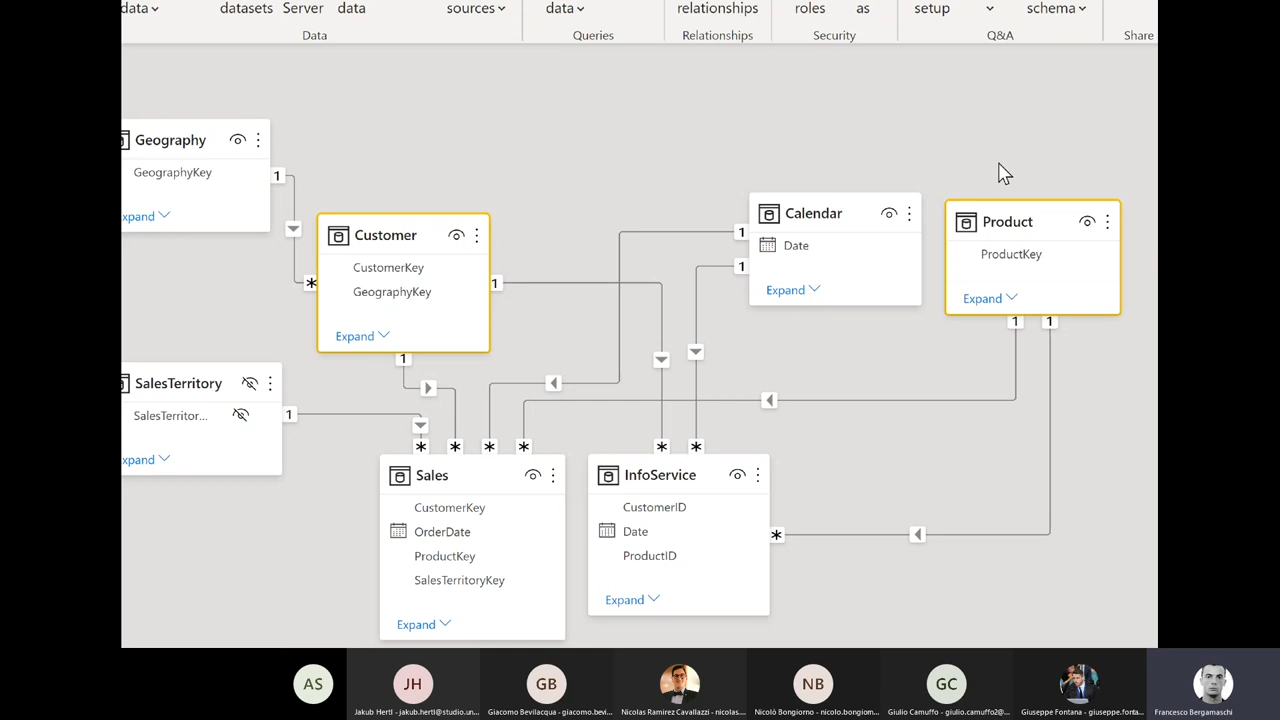 data datasets Server data sources data relationships roles as setup schema
Data Queries Relationships Security Q&A Share
Geography
GeographyKey
xpand
Customer
CustomerKey
GeographyKey
Expand
Calendar
Date
Expand
Product
ProductKey
Expand
SalesTerritory
SalesTerritor...
xpand
Sales
CustomerKey
OrderDate
ProductKey
SalesTerritoryKey
Expand
InfoService
CustomerID
Date
ProductID
Expand
1
*
1
1
1
1
1
1
1
* * * * * *
*
AS JH GB NB GC
Jakub Hertl - jakub.hertl@studio.un...
Giacomo Bevilacqua - giacomo.bevi...
Nicolas Ramirez Cavallazzi - nicolas...
Nicolò Bongiorno - nicolo.bongiorn...
Giulio Camuffo - giulio.camuffo2@...
Giuseppe Fontana - giuseppe.fonta...
Francesco Bergamaschi